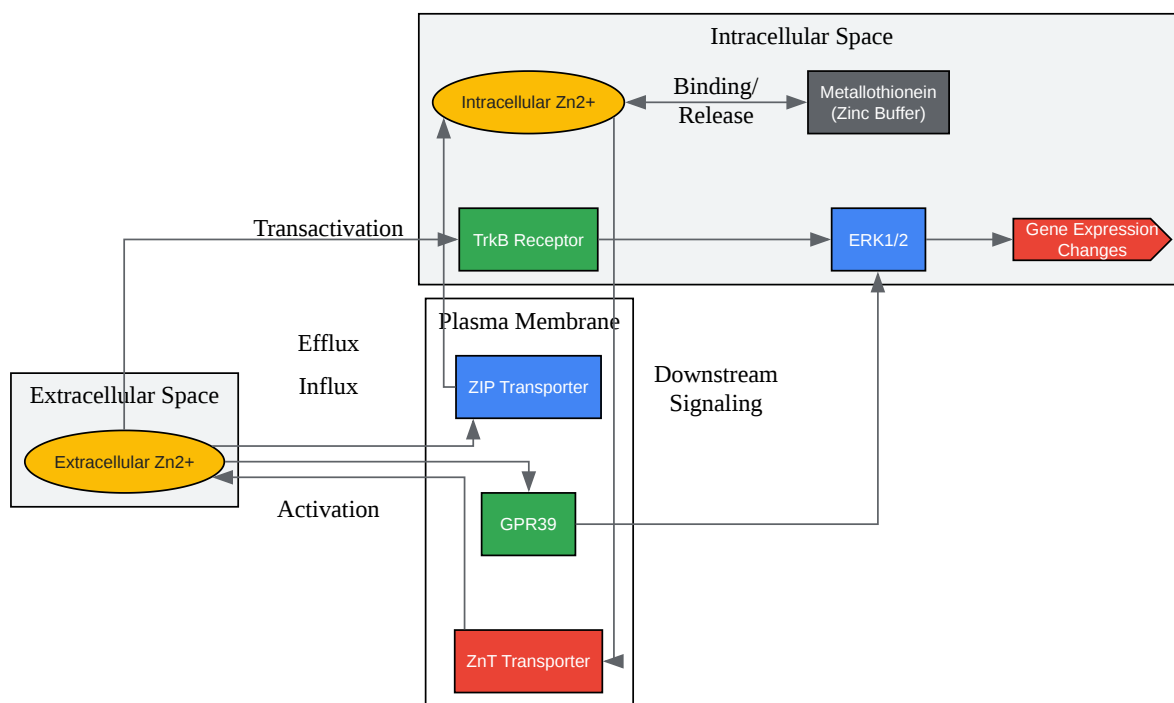 Intracellular Space
Intracellular Zn2+
Binding/
Release
Metallothionein
(Zinc Buffer)
Transactivation
TrkB Receptor
ERK1/2
Gene Expression
Changes
Plasma Membrane
Efflux
Influx
ZIP Transporter
Downstream
Signaling
Extracellular Space
Extracellular Zn2+
Activation
GPR39
ZnT Transporter